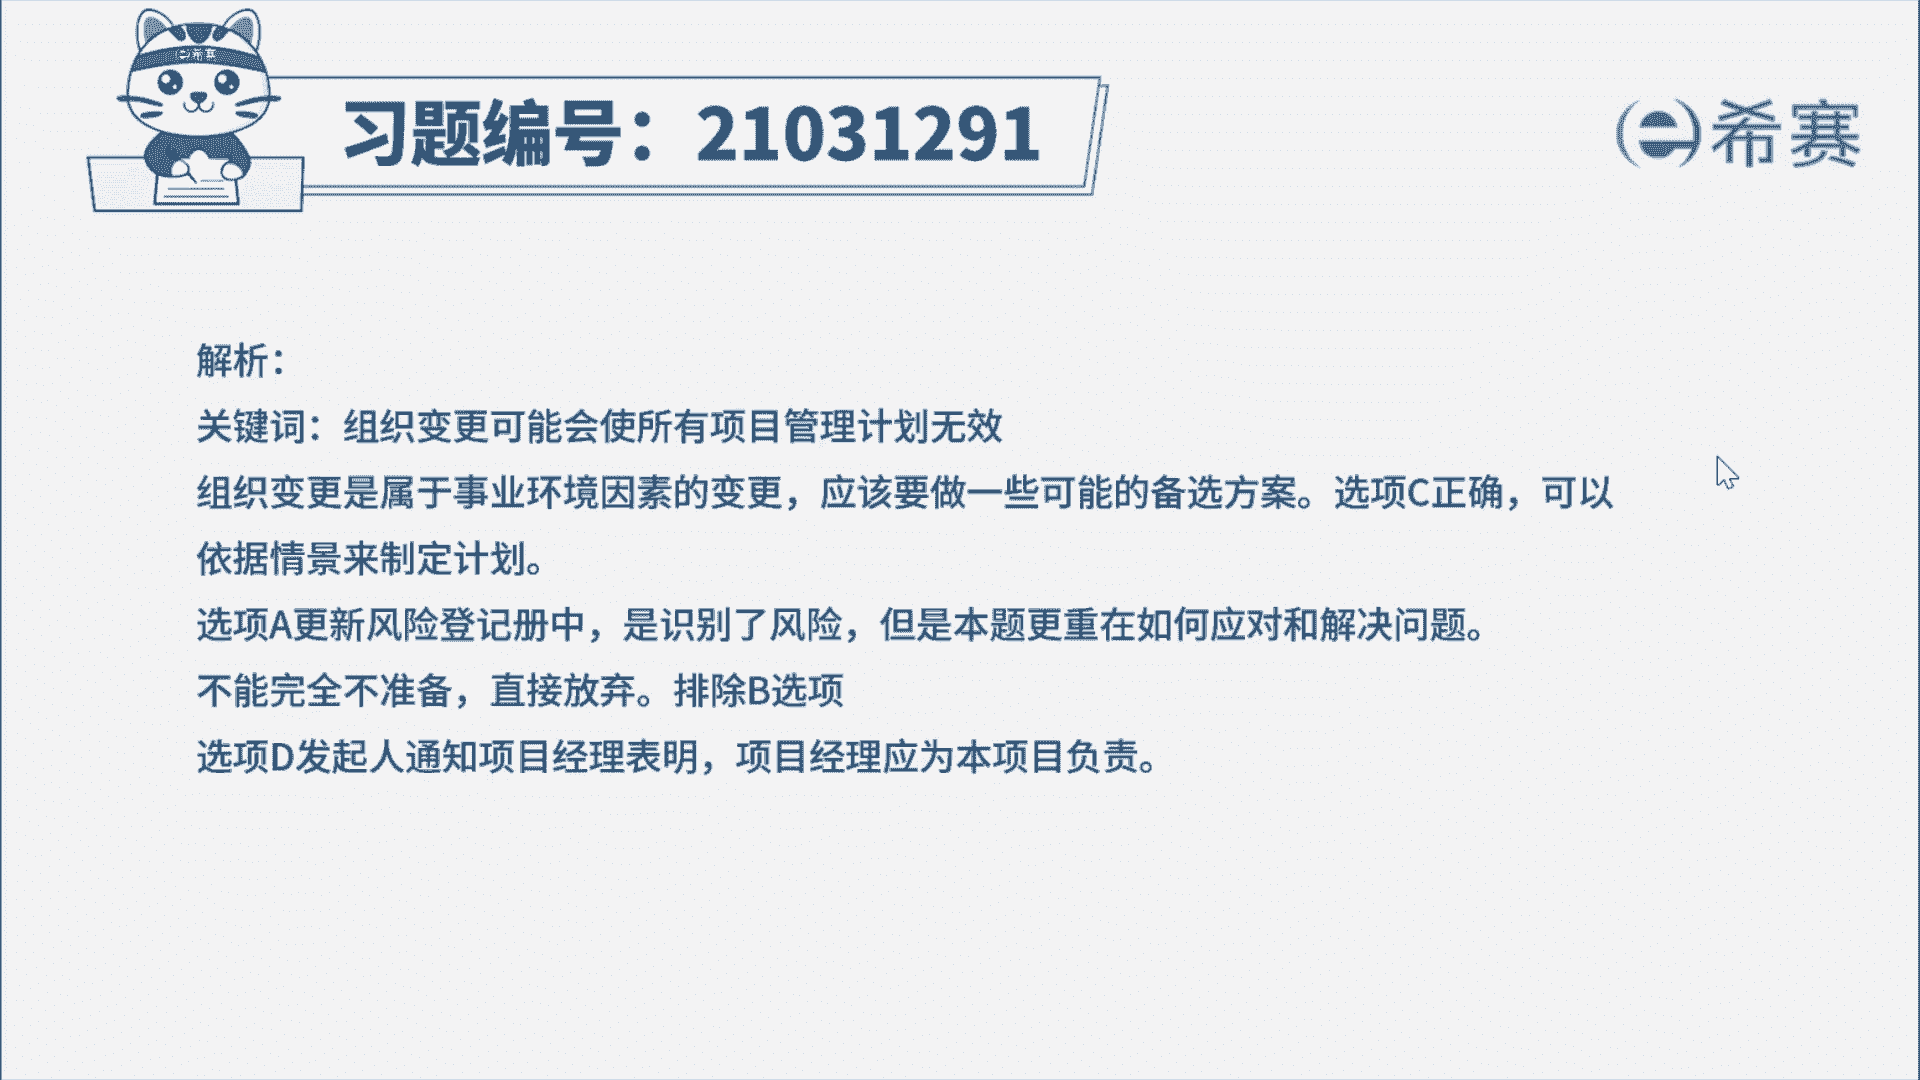 习题编号：21031291
希赛
解析：
关键词：组织变更可能会使所有项目管理计划无效
组织变更是属于事业环境因素的变更，应该要做一些可能的备选方案。选项C正确，可以
依据情景来制定计划。
选项A更新风险登记册中，是识别了风险，但是本题更重在如何应对和解决问题。
不能完全不准备，直接放弃。排除B选项
选项D发起人通知项目经理表明，项目经理应为本项目负责。